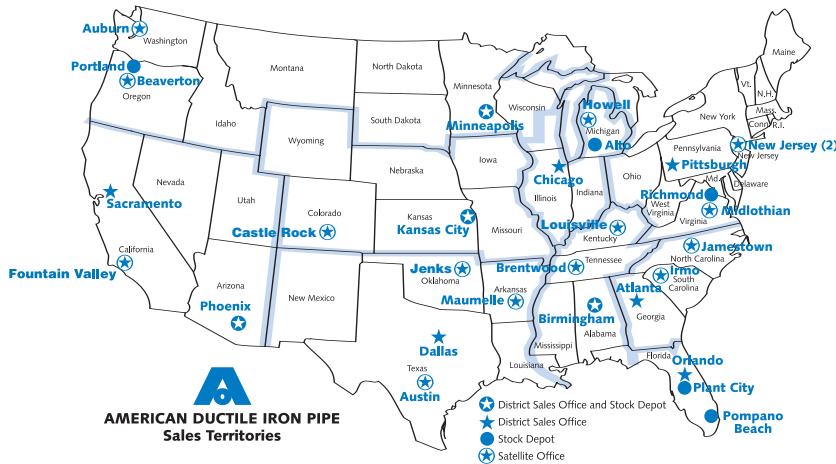 Auburn
Washington
Portland
Beaverton
Oregon
Idaho
Montana
North Dakota
South Dakota
Minnesota
Minneapolis
Wisconsin
Howell
Michigan
Alto
Maine
Vt.
N.H.
Mass.
Conn.
R.I.
New York
Pennsylvania
New Jersey (2)
New Jersey
Pittsburgh
Md.
Delaware
Wyoming
Iowa
Nebraska
Nevada
Utah
Sacramento
Colorado
Castle Rock
Kansas
Kansas City
Missouri
Chicago
Illinois
Indiana
Ohio
West
Virginia
Richmond
Virginia
Midlothian
Louisville
Kentucky
California
Fountain Valley
Arizona
Phoenix
New Mexico
Jenks
Oklahoma
Brentwood
Tennessee
Jamestown
North Carolina
Irmo
South
Carolina
Maumelle
Arkansas
Atlanta
Georgia
Birmingham
Alabama
Mississippi
Louisiana
Dallas
Texas
Austin
Florida
Orlando
Plant City
Pompano
Beach
AMERICAN DUCTILE IRON PIPE
Sales Territories
District Sales Office and Stock Depot
District Sales Office
Stock Depot
Satellite Office